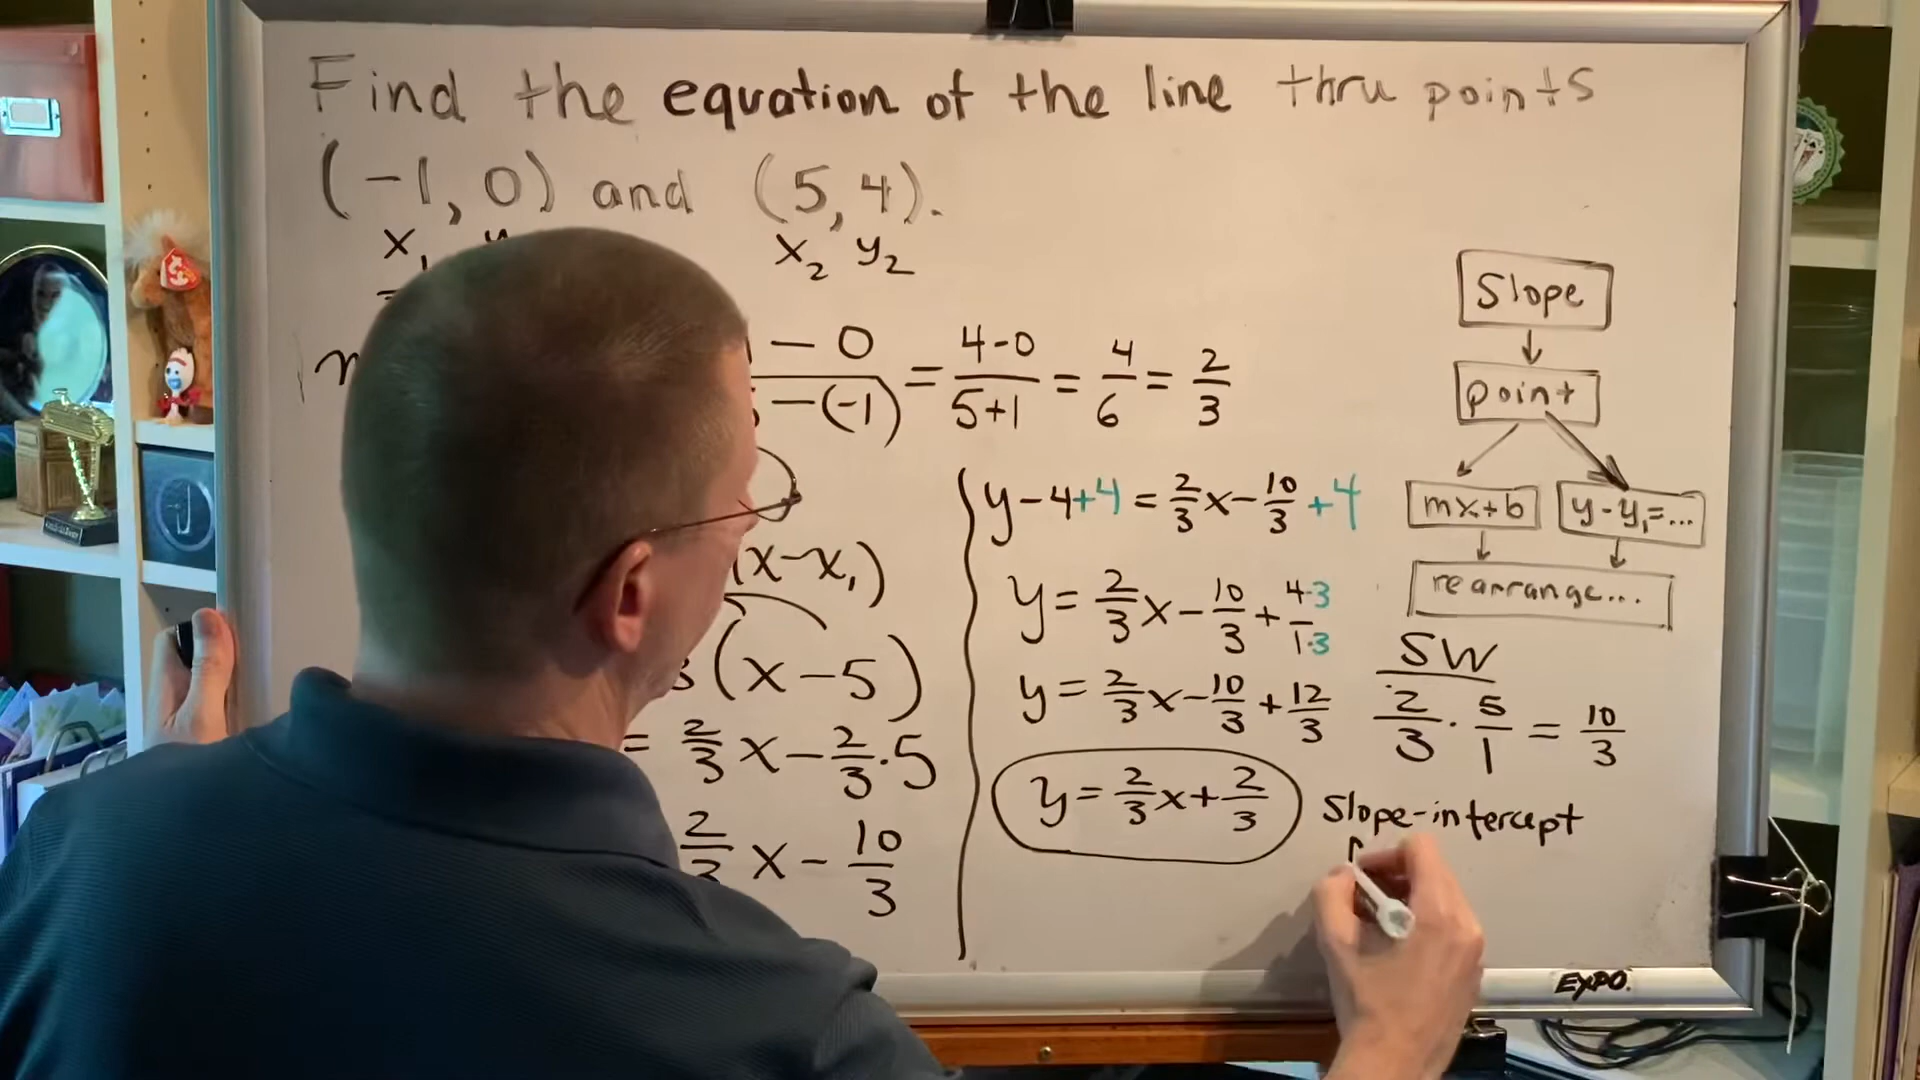 Find the equation of the line thru points
(-1, 0) and (5, 4).
x₁
x₂ y₂
m
- 0 / -(-1) = 4-0 / 5+1 = 4/6 = 2/3
(x-x₁)
(x-5)
= 2/3 x - 2/3 · 5
2/3 x - 10/3
y-4+4 = 2/3 x - 10/3 +4
y = 2/3 x - 10/3 + 4·3/1·3
y = 2/3 x - 10/3 + 12/3
y = 2/3 x + 2/3
slope-intercept
Slope
point
mx+b
y-y₁=...
rearrange...
SW
2/3 · 5/1 = 10/3
EXPO